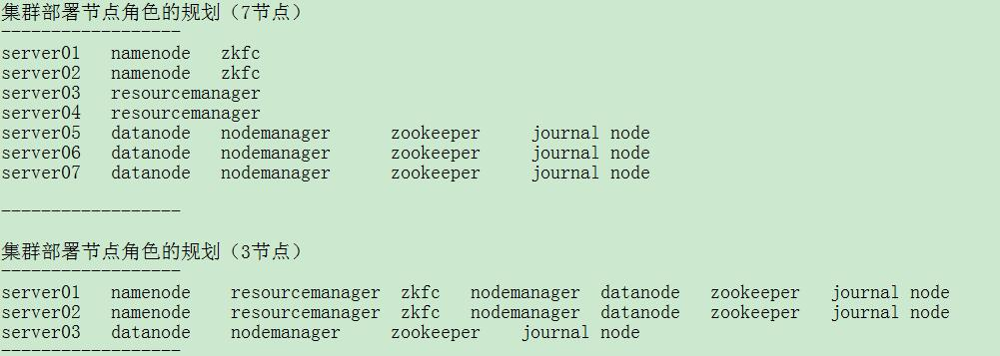 集群部署节点角色的规划（7节点）
------------------
server01   namenode   zkfc
server02   namenode   zkfc
server03   resourcemanager
server04   resourcemanager
server05   datanode   nodemanager      zookeeper     journal node
server06   datanode   nodemanager      zookeeper     journal node
server07   datanode   nodemanager      zookeeper     journal node
------------------
集群部署节点角色的规划（3节点）
------------------
server01   namenode    resourcemanager  zkfc   nodemanager  datanode   zookeeper   journal node
server02   namenode    resourcemanager  zkfc   nodemanager  datanode   zookeeper   journal node
server03   datanode    nodemanager     zookeeper    journal node
------------------